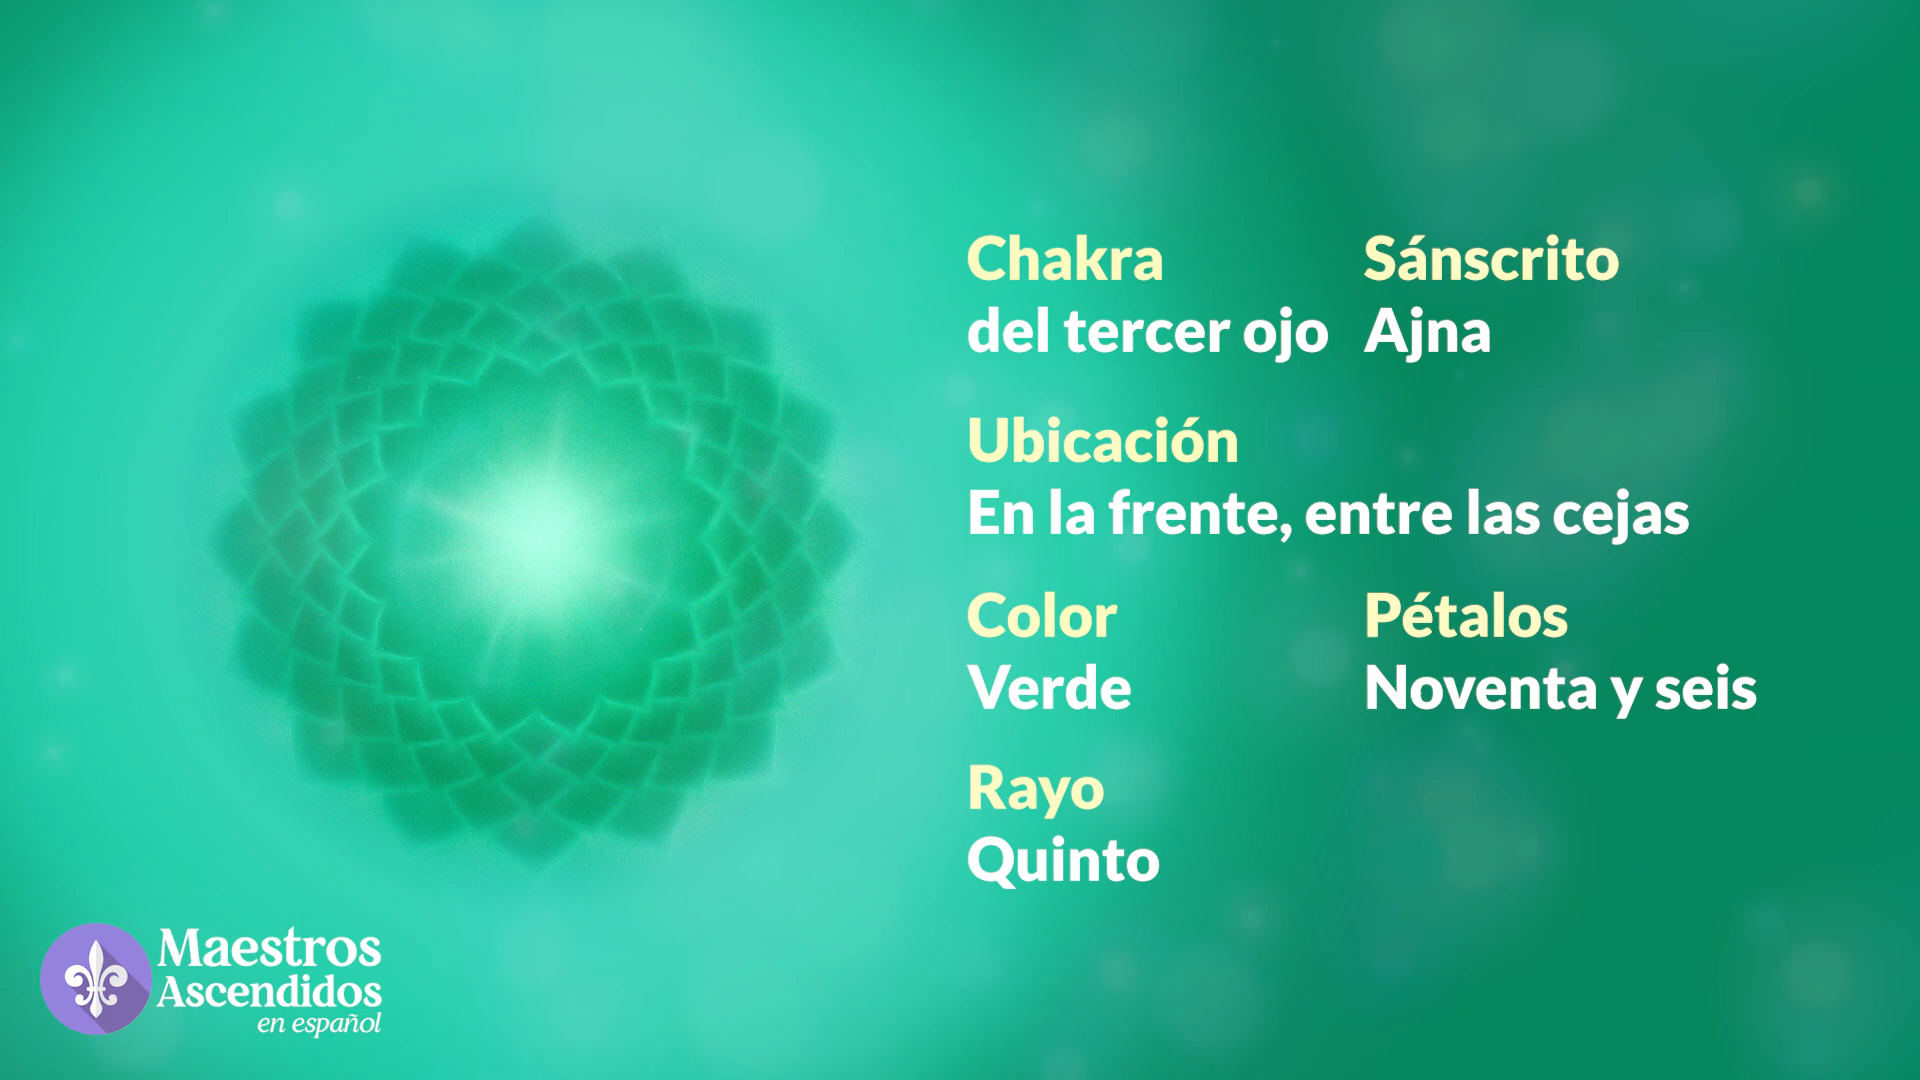 Chakra
del tercer ojo
Sánscrito
Ajna
Ubicación
En la frente, entre las cejas
Color
Verde
Pétalos
Noventa y seis
Rayo
Quinto
Maestros
Ascendidos
en español